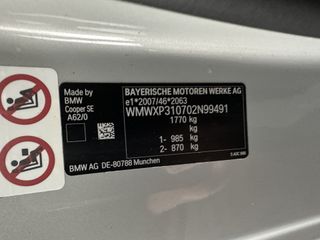 Made by
BMW
Cooper SE
A62/0
BAYERISCHE MOTOREN WERKE AG
e1*2007/46*2063
WMWXP310702N99491
1770 kg
kg
1- 985 kg
2- 870 kg
BMW AG DE-80788 Munchen